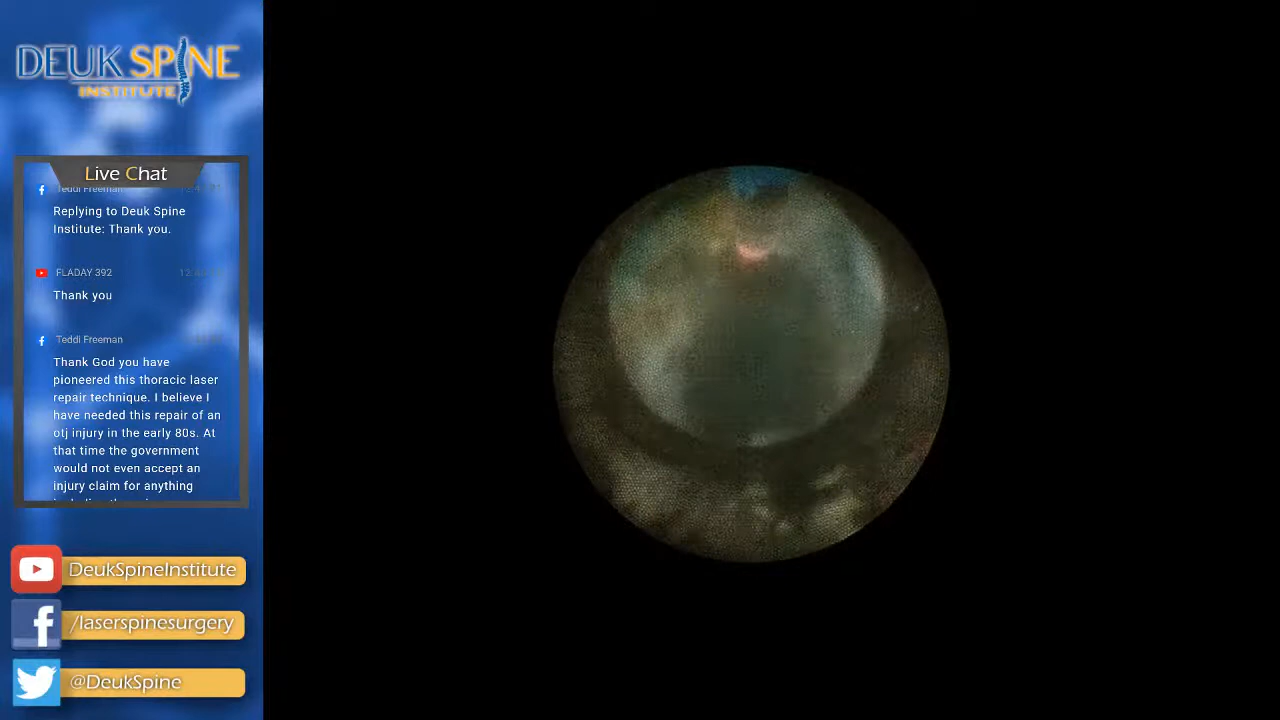 DEUK SPINE
INSTITUTE
Live Chat
Teddi Freeman
Replying to Deuk Spine
Institute: Thank you.
FLADAY 392
Thank you
Teddi Freeman
Thank God you have
pioneered this thoracic laser
repair technique. I believe I
have needed this repair of an
otj injury in the early 80s. At
that time the government
would not even accept an
injury claim for anything
DeukSpineInstitute
/laserspinesurgery
@DeukSpine